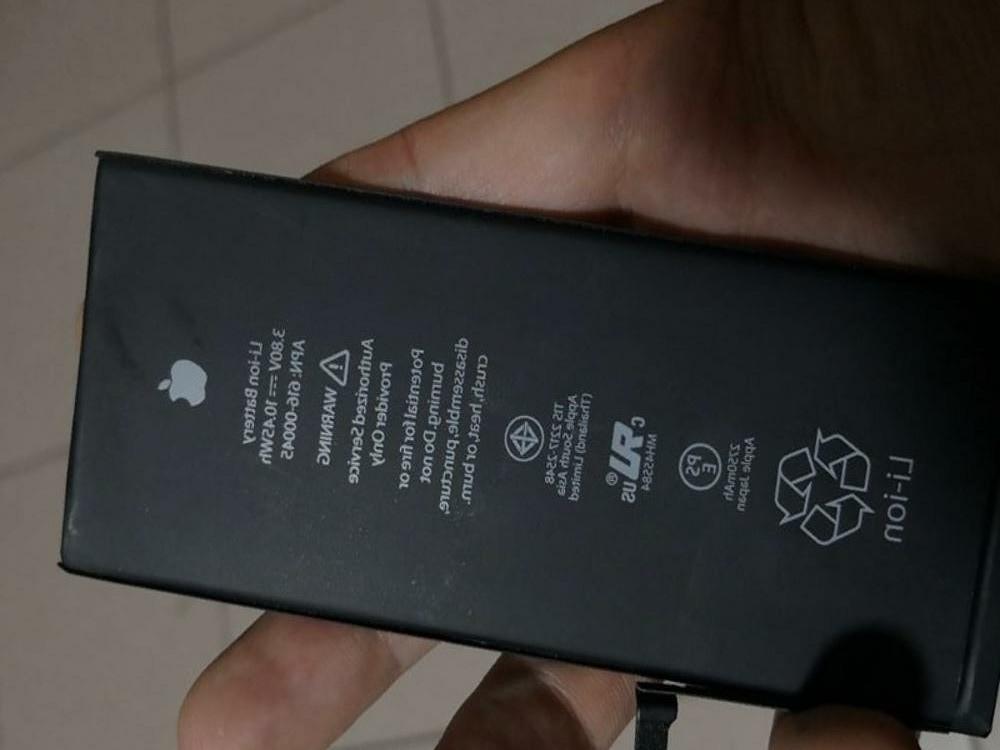 Li-ion Battery
3.80V ⎓ 10.45Wh
APN: 616-00045
⚠ WARNING
Authorized Service
Provider Only
Potential for fire or
burning. Do not
disassemble, puncture,
crush, heat, or burn.
TIS 2217-2548
Apple South Asia
(Thailand) Limited
c RU® US
MH45584
PS
E
2750mAh
Apple Japan
Li-ion